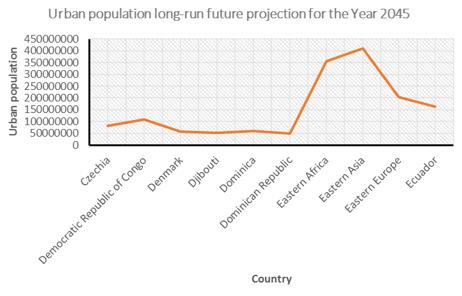 Urban population long-run future projection for the Year 2045
Urban population
450000000
400000000
350000000
300000000
250000000
200000000
150000000
100000000
50000000
0
Czechia
Democratic Republic of Congo
Denmark
Djibouti
Dominica
Dominican Republic
Eastern Africa
Eastern Asia
Eastern Europe
Ecuador
Country